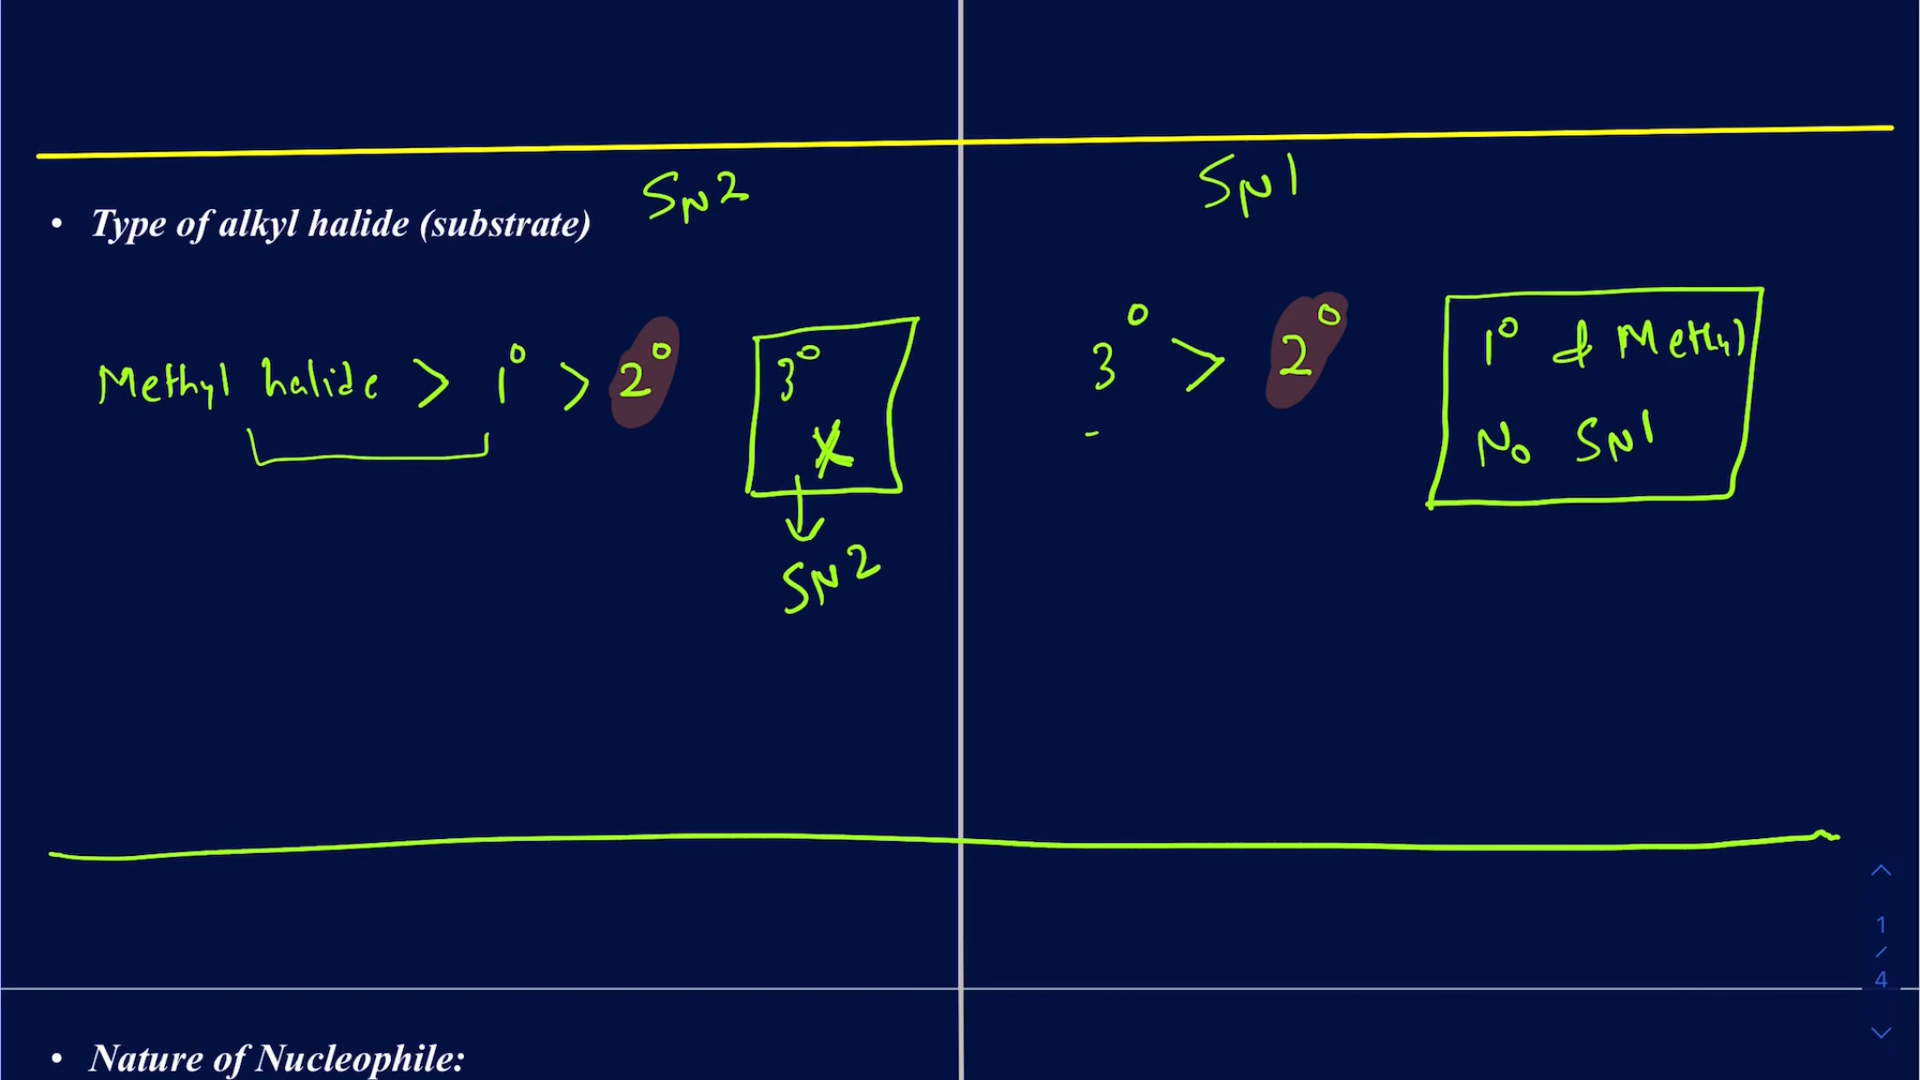 • Type of alkyl halide (substrate)
SN2
SN1
Methyl halide > 1° > 2°
3°
X
SN2
3° > 2°
1° & Methyl
No SN1
1
/
4
• Nature of Nucleophile: